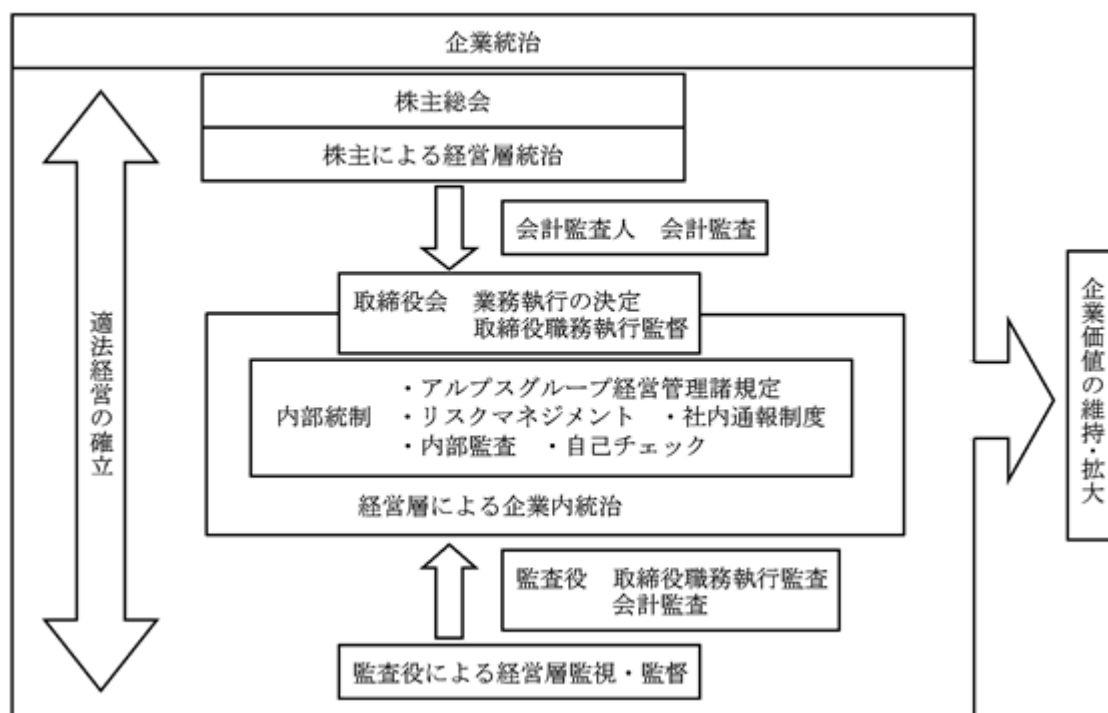 企業統治
株主総会
株主による経営層統治
会計監査人　会計監査
取締役会　業務執行の決定
取締役職務執行監督
・アルプスグループ経営管理諸規定
内部統制　・リスクマネジメント　・社内通報制度
・内部監査　・自己チェック
経営層による企業内統治
監査役　取締役職務執行監査
会計監査
監査役による経営層監視・監督
適法経営の確立
企業価値の維持・拡大